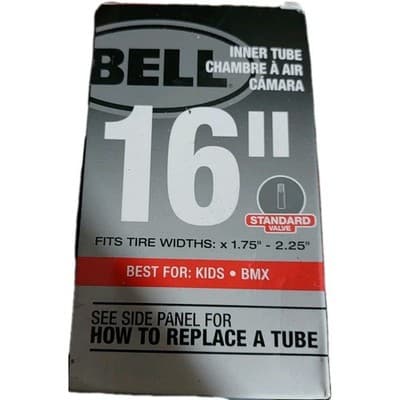 BELL
INNER TUBE
CHAMBRE À AIR
CÁMARA
16"
STANDARD
VALVE
FITS TIRE WIDTHS: x 1.75" - 2.25"
BEST FOR: KIDS • BMX
SEE SIDE PANEL FOR
HOW TO REPLACE A TUBE